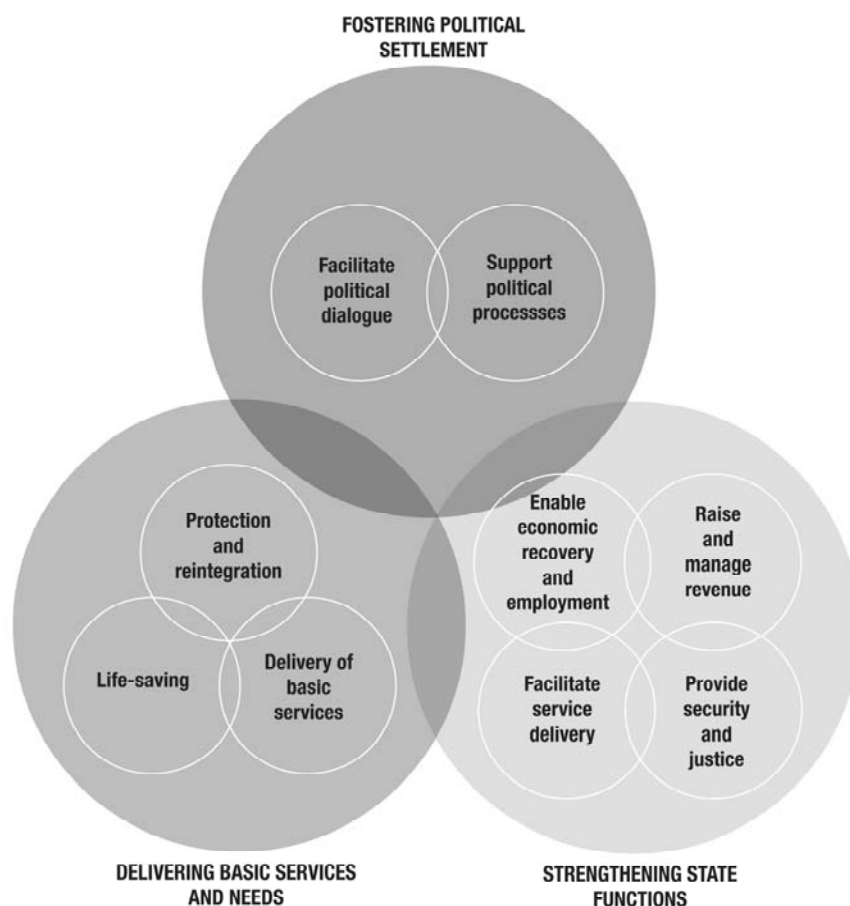 FOSTERING POLITICAL
SETTLEMENT
Facilitate
political
dialogue
Support
political
processses
Protection
and
reintegration
Life-saving
Delivery of
basic
services
Enable
economic
recovery
and
employment
Raise
and
manage
revenue
Facilitate
service
delivery
Provide
security
and
justice
DELIVERING BASIC SERVICES
AND NEEDS
STRENGTHENING STATE
FUNCTIONS